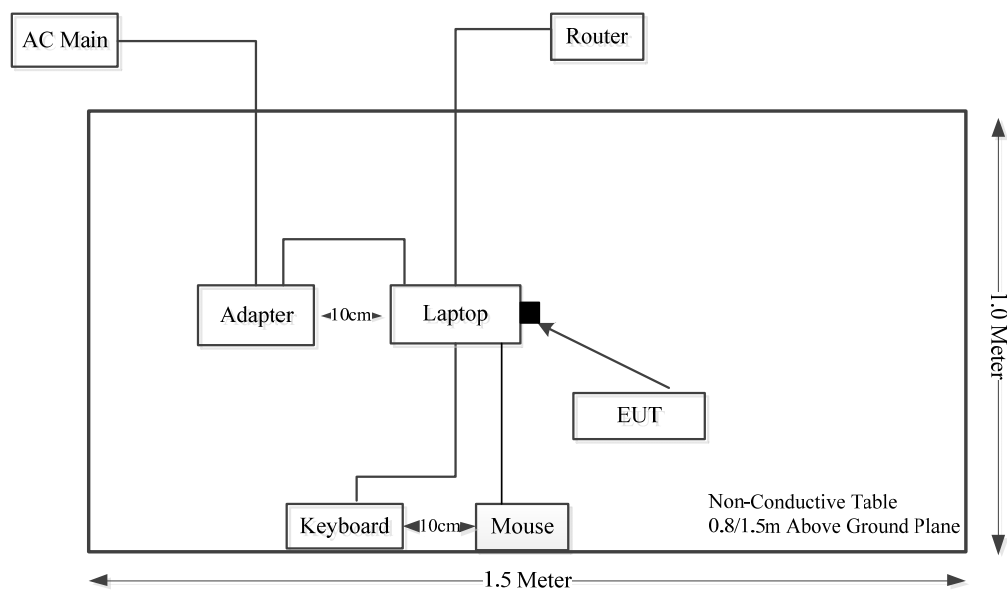 AC Main
Router
Adapter
10cm
Laptop
1.0 Meter
EUT
Non-Conductive Table
0.8/1.5m Above Ground Plane
Keyboard
10cm
Mouse
1.5 Meter